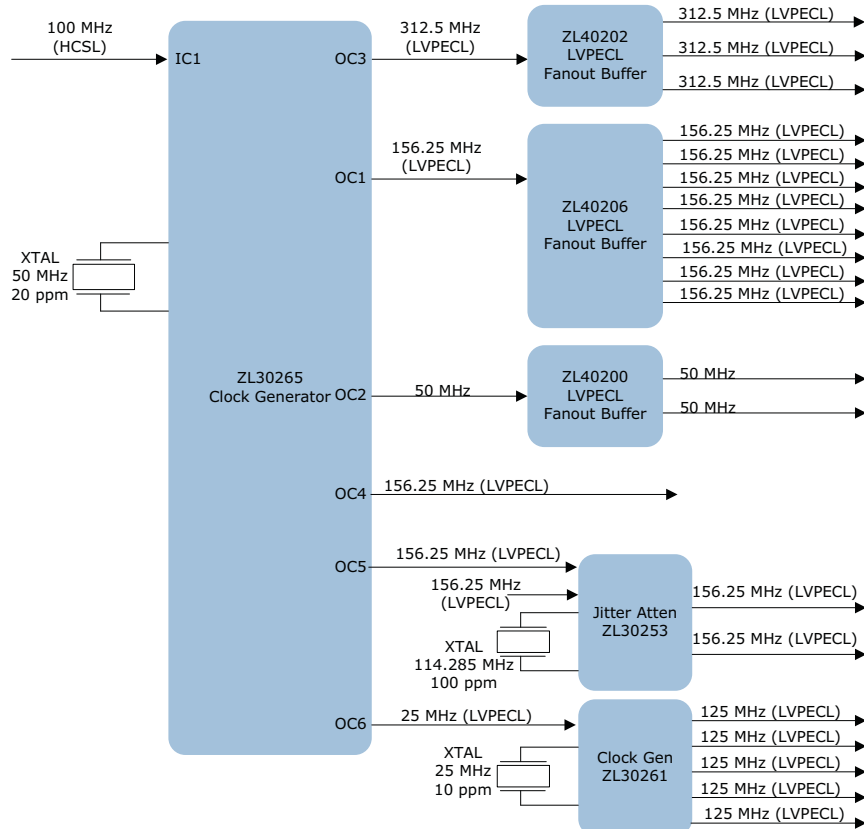 100 MHz
(HCSL)
IC1
XTAL
50 MHz
20 ppm
ZL30265
Clock Generator
OC3
312.5 MHz
(LVPECL)
ZL40202
LVPECL
Fanout Buffer
312.5 MHz (LVPECL)
312.5 MHz (LVPECL)
312.5 MHz (LVPECL)
OC1
156.25 MHz
(LVPECL)
ZL40206
LVPECL
Fanout Buffer
156.25 MHz (LVPECL)
156.25 MHz (LVPECL)
156.25 MHz (LVPECL)
156.25 MHz (LVPECL)
156.25 MHz (LVPECL)
156.25 MHz (LVPECL)
156.25 MHz (LVPECL)
156.25 MHz (LVPECL)
OC2
50 MHz
ZL40200
LVPECL
Fanout Buffer
50 MHz
50 MHz
OC4
156.25 MHz (LVPECL)
OC5
156.25 MHz (LVPECL)
156.25 MHz
(LVPECL)
XTAL
114.285 MHz
100 ppm
Jitter Atten
ZL30253
156.25 MHz (LVPECL)
156.25 MHz (LVPECL)
OC6
25 MHz (LVPECL)
XTAL
25 MHz
10 ppm
Clock Gen
ZL30261
125 MHz (LVPECL)
125 MHz (LVPECL)
125 MHz (LVPECL)
125 MHz (LVPECL)
125 MHz (LVPECL)